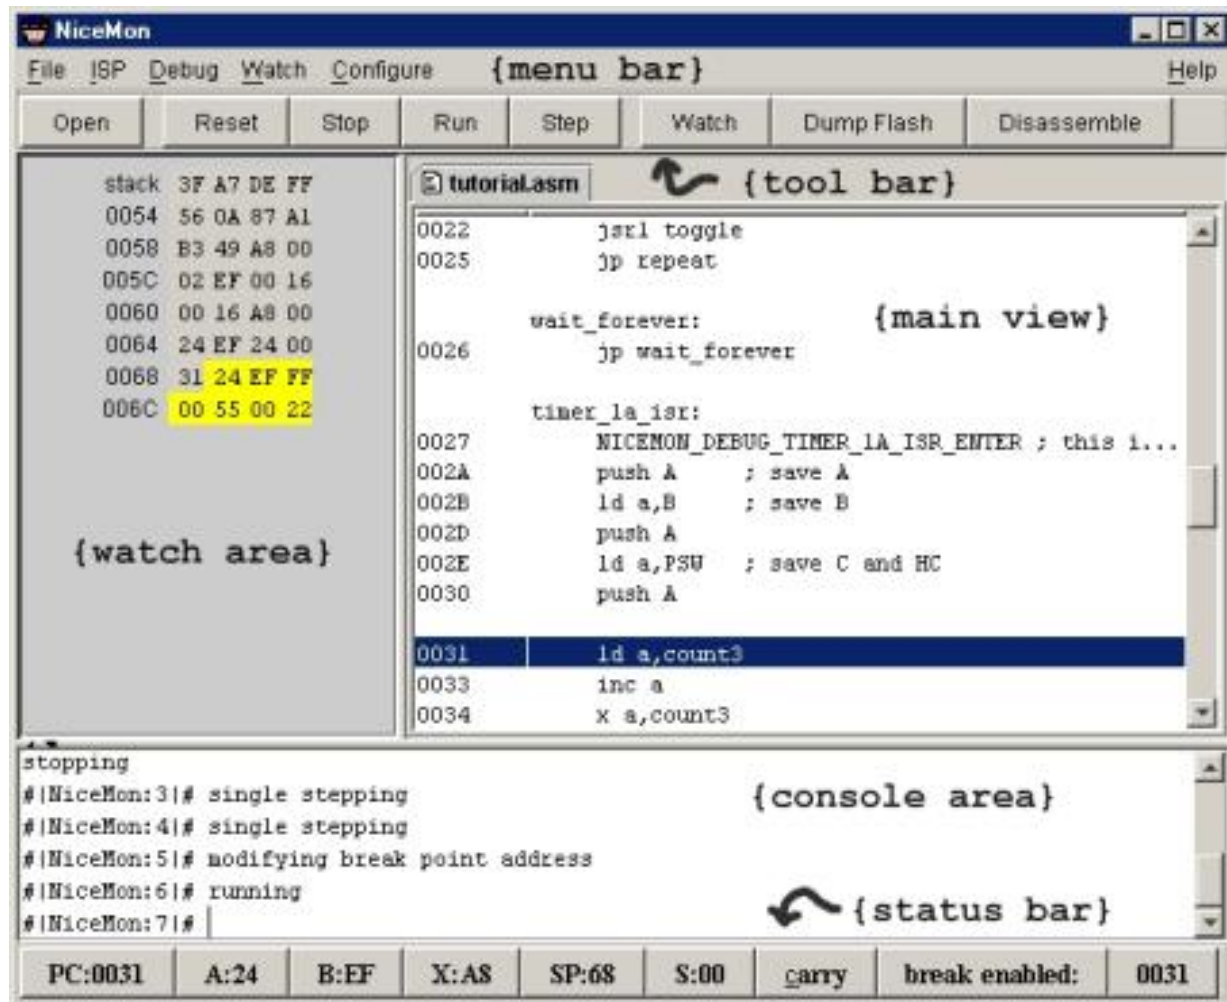 NiceMon
File ISP Debug Watch Configure {menu bar} Help
Open Reset Stop Run Step Watch Dump Flash Disassemble
stack 3F A7 DE FF
0054 56 0A 87 A1
0058 B3 49 A8 00
005C 02 EF 00 16
0060 00 16 A8 00
0064 24 EF 24 00
0068 31 24 EF FF
006C 00 55 00 22
{watch area}
tutorial.asm {tool bar}
0022 jsrl toggle
0025 jp repeat
wait_forever: {main view}
0026 jp wait_forever
timer_1a_isr:
0027 NICEMON_DEBUG_TIMER_1A_ISR_ENTER ; this i...
002A push A ; save A
002B ld a,B ; save B
002D push A
002E ld a,PSW ; save C and HC
0030 push A
0031 ld a,count3
0033 inc a
0034 x a,count3
stopping
#|NiceMon:3|# single stepping {console area}
#|NiceMon:4|# single stepping
#|NiceMon:5|# modifying break point address
#|NiceMon:6|# running
#|NiceMon:7|# {status bar}
PC:0031 A:24 B:EF X:A8 SP:68 S:00 carry break enabled: 0031